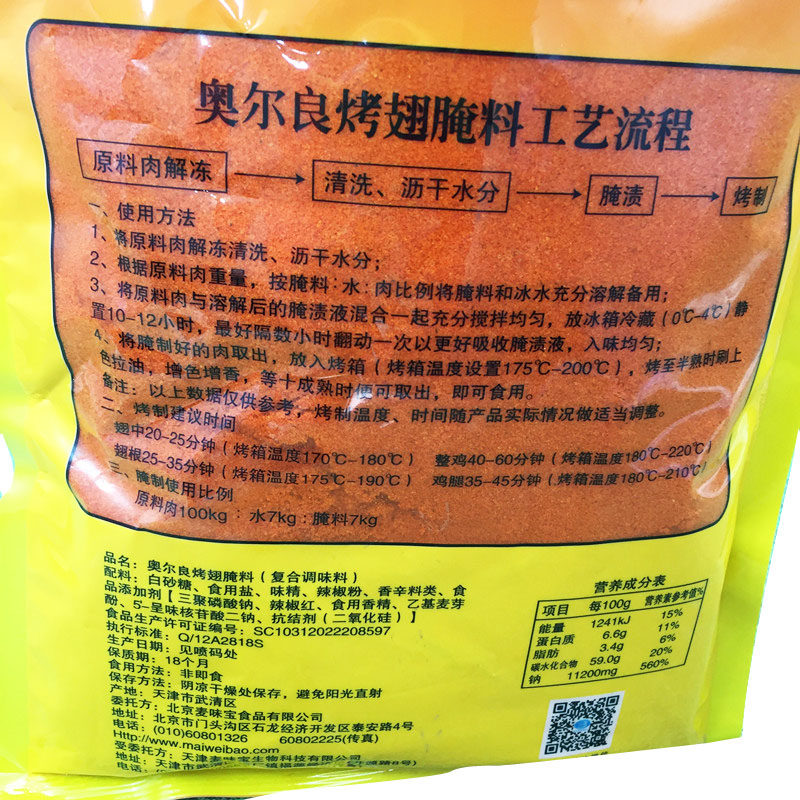 奥尔良烤翅腌料工艺流程
原料肉解冻 → 清洗、沥干水分 → 腌渍 → 烤制
一、使用方法
1、将原料肉解冻清洗、沥干水分；
2、根据原料肉重量，按腌料：水：肉比例将腌料和冰水充分溶解备用；
3、将原料肉与溶解后的腌渍液混合一起充分搅拌均匀，放冰箱冷藏（0℃-4℃）静
置10-12小时，最好隔数小时翻动一次以更好吸收腌渍液，入味均匀；
4、将腌制好的肉取出，放入烤箱（烤箱温度设置175℃-200℃），烤至半熟时刷上
色拉油，增色增香，等十成熟时便可取出，即可食用。
备注：以上数据仅供参考，烤制温度、时间随产品实际情况做适当调整。
二、烤制建议时间
翅中20-25分钟（烤箱温度170℃-180℃） 整鸡40-60分钟（烤箱温度180℃-220℃）
翅根25-35分钟（烤箱温度175℃-190℃） 鸡腿35-45分钟（烤箱温度180℃-210℃）
三、腌制使用比例
原料肉100kg：水7kg：腌料7kg
品名：奥尔良烤翅腌料（复合调味料）
配料：白砂糖、食用盐、味精、辣椒粉、香辛料类、食
品添加剂【三聚磷酸钠、辣椒红、食用香精、乙基麦芽
酚、5'-呈味核苷酸二钠、抗结剂（二氧化硅）】
食品生产许可证编号：SC10312022208597
执行标准：Q/12A2818S
生产日期：见喷码处
保质期：18个月
食用方法：非即食
保存方法：阴凉干燥处保存，避免阳光直射
产地：天津市武清区
委托方：北京麦味宝食品有限公司
地址：北京市门头沟区石龙经济开发区泰安路4号
电话：(010)60801326 60802225(传真)
Http://www.maiweibao.com
受委托方：天津麦味宝生物科技有限公司
地址：天津市武清
电话：
营养成分表
项目 每100g 营养素参考值%
能量 1241kJ 15%
蛋白质 6.6g 11%
脂肪 3.4g 6%
碳水化合物 59.0g 20%
钠 11200mg 560%